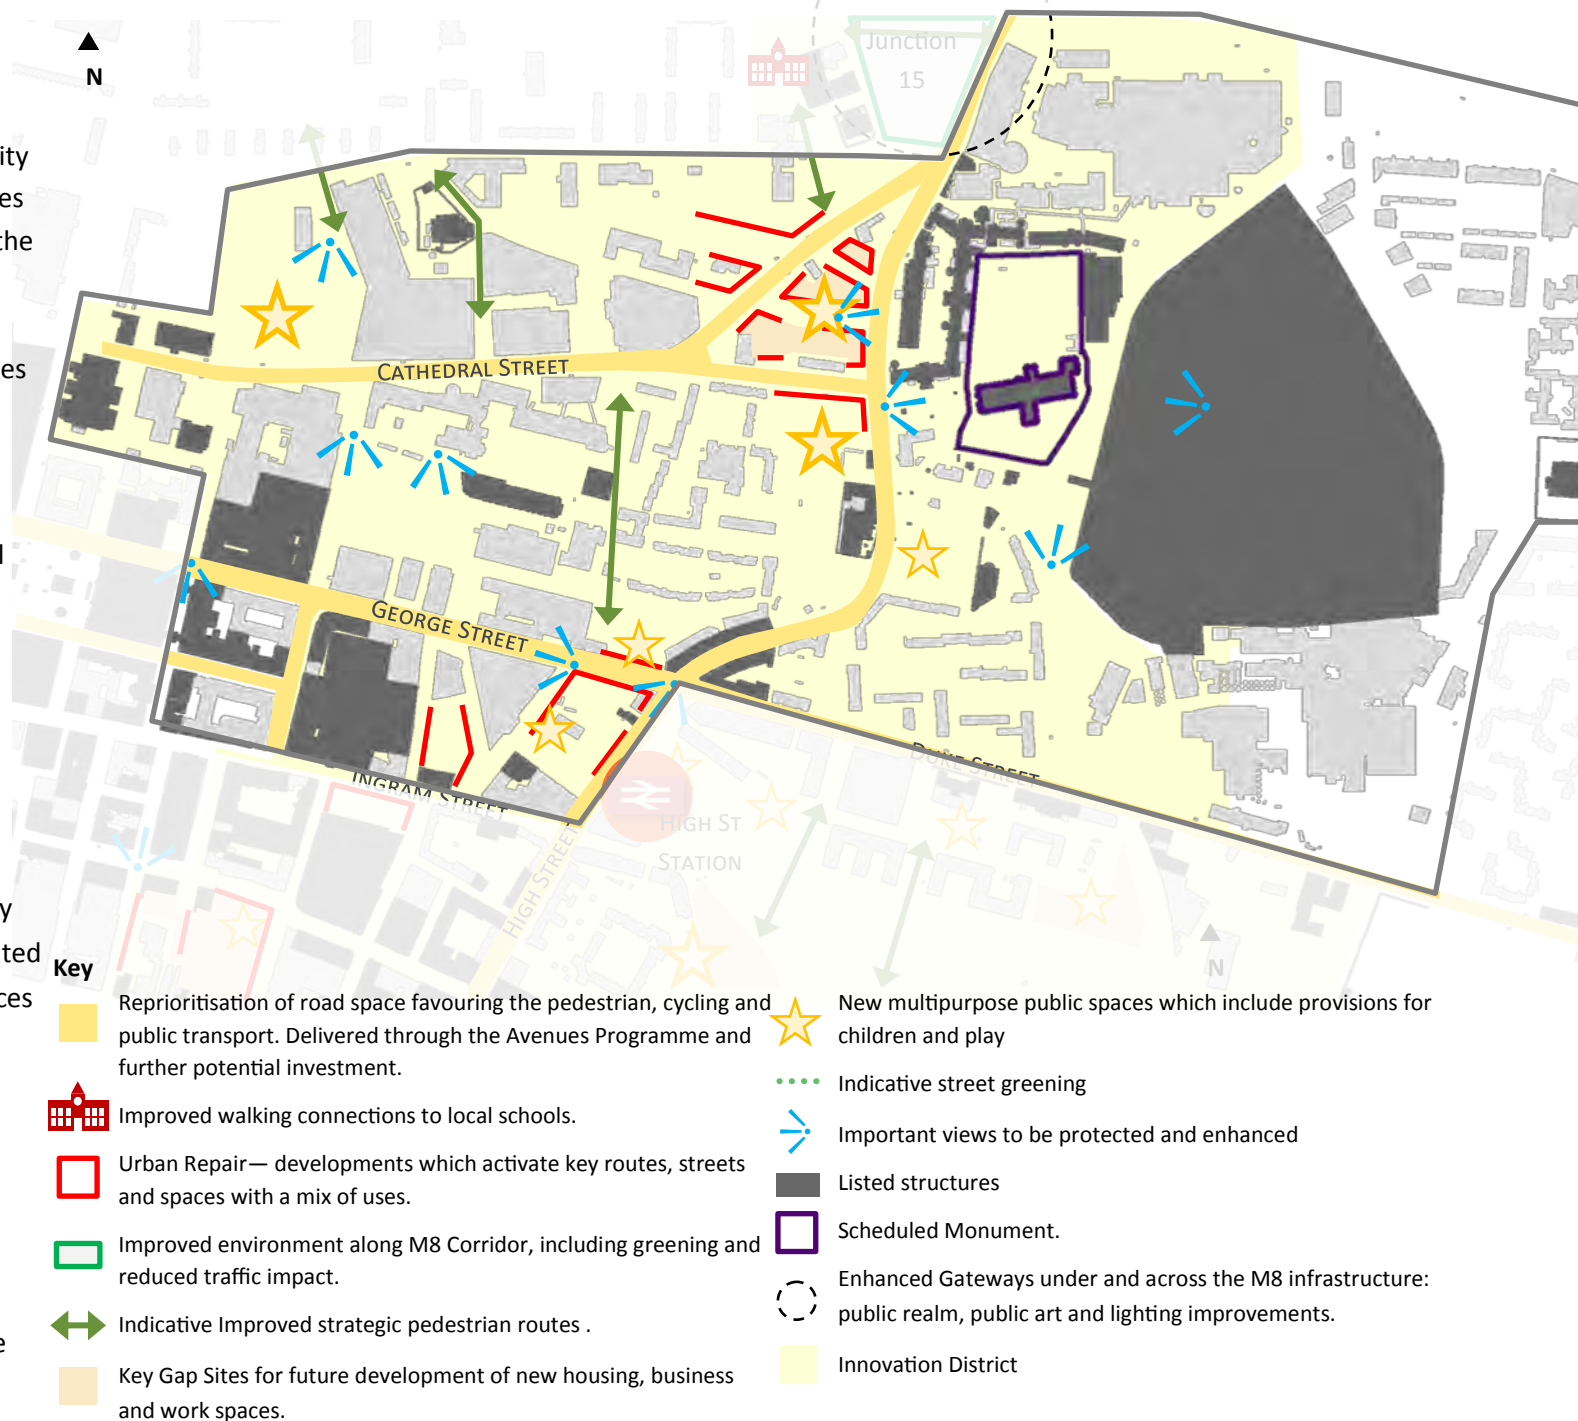 N
Junction
15
ity
es
the
es
CATHEDRAL STREET
GEORGE STREET
INGRAM STREET
DUKE STREET
HIGH ST
STATION
HIGH STREET
N
y
ted
ces
e
Key
Reprioritisation of road space favouring the pedestrian, cycling and
public transport. Delivered through the Avenues Programme and
further potential investment.
Improved walking connections to local schools.
Urban Repair— developments which activate key routes, streets
and spaces with a mix of uses.
Improved environment along M8 Corridor, including greening and
reduced traffic impact.
Indicative Improved strategic pedestrian routes .
Key Gap Sites for future development of new housing, business
and work spaces.
New multipurpose public spaces which include provisions for
children and play
Indicative street greening
Important views to be protected and enhanced
Listed structures
Scheduled Monument.
Enhanced Gateways under and across the M8 infrastructure:
public realm, public art and lighting improvements.
Innovation District